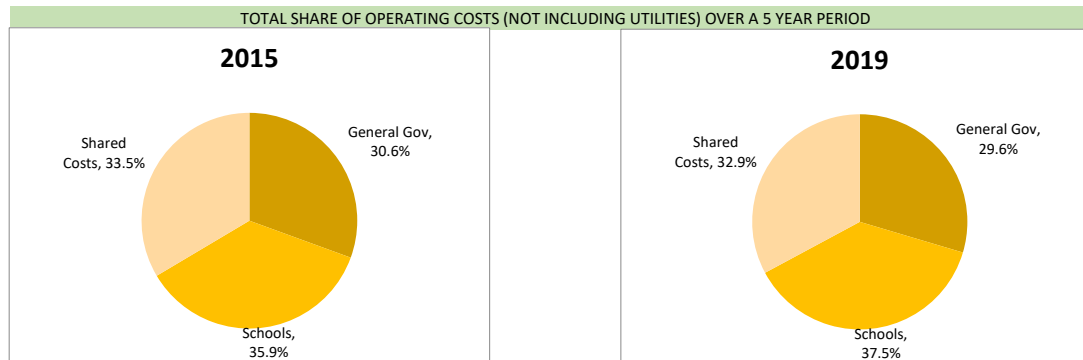 TOTAL SHARE OF OPERATING COSTS (NOT INCLUDING UTILITIES) OVER A 5 YEAR PERIOD
2015
General Gov,
30.6%
Shared
Costs, 33.5%
Schools,
35.9%
2019
General Gov,
29.6%
Shared
Costs, 32.9%
Schools,
37.5%